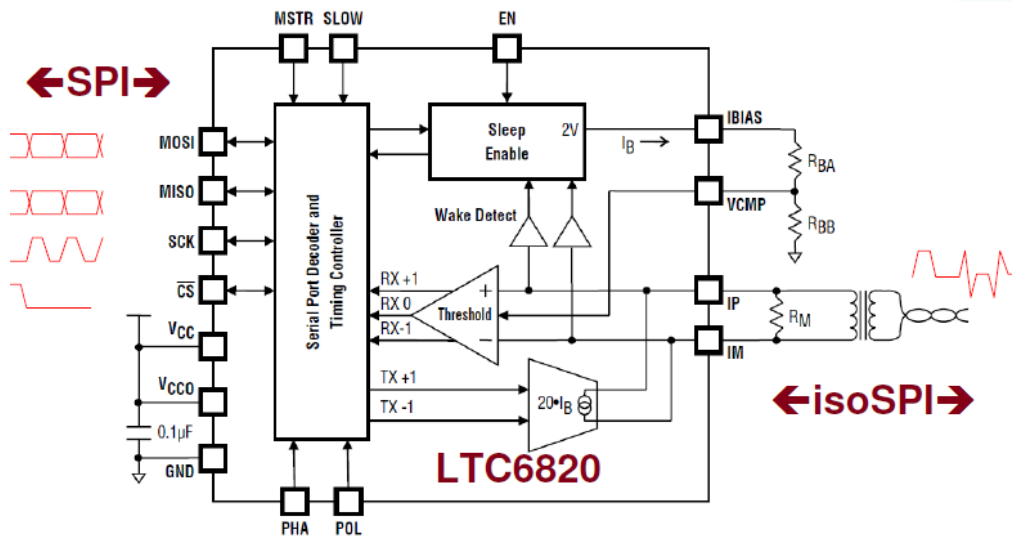 MSTR SLOW EN
←SPI→
MOSI
MISO
SCK
CS
VCC
VCCO
0.1µF
GND
PHA POL
Serial Port Decoder and
Timing Controller
Sleep
Enable
2V
IB
IBIAS
RBA
VCMP
RBB
Wake Detect
RX +1
RX 0
RX-1
+
Threshold
−
IP
RM
IM
TX +1
TX -1
20•IB
←isoSPI→
LTC6820